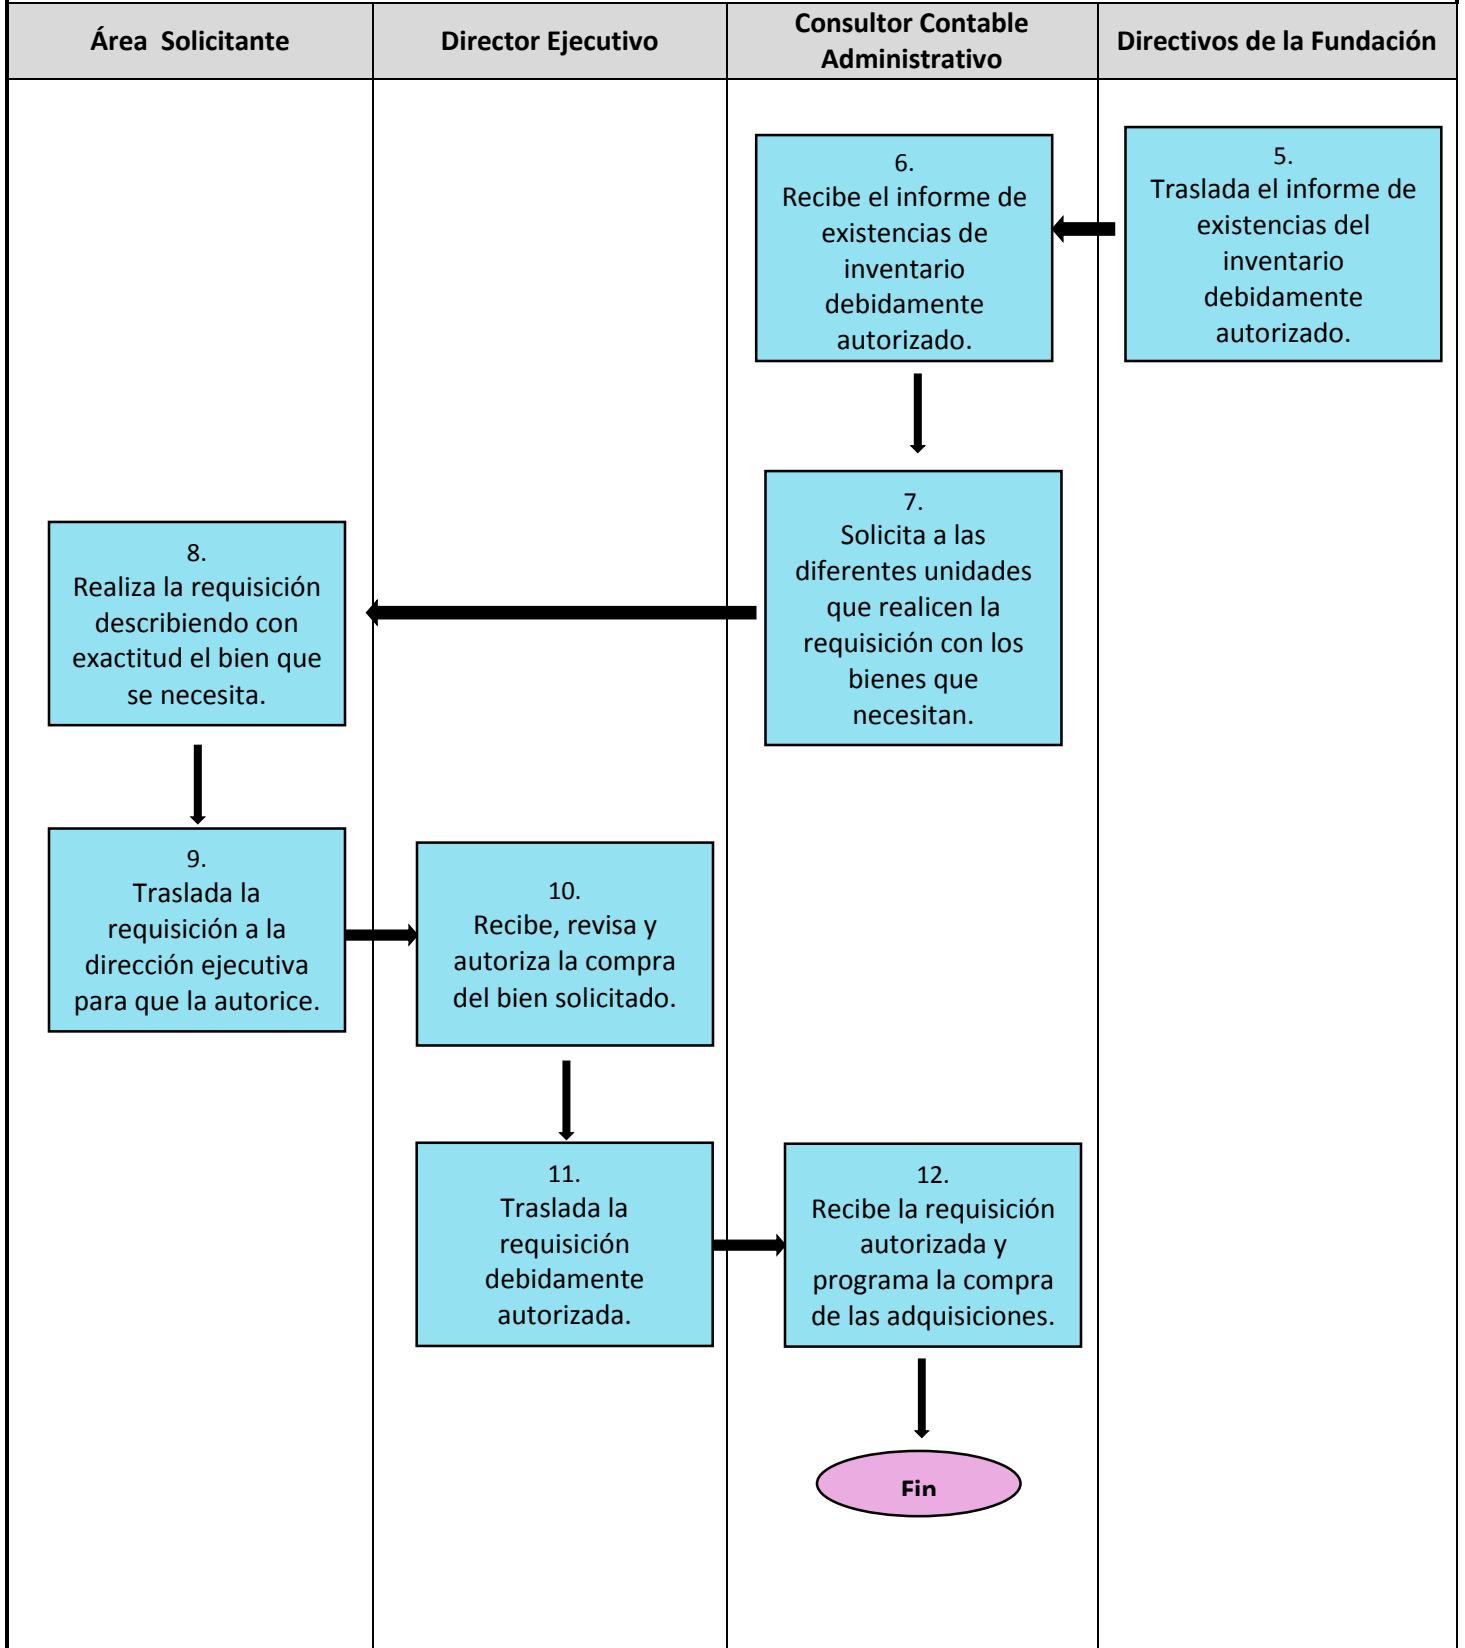 Área  Solicitante
Director Ejecutivo
Consultor Contable
Administrativo
Directivos de la Fundación
5.
Traslada el informe de
existencias del
inventario
debidamente
autorizado.
6.
Recibe el informe de
existencias de
inventario
debidamente
autorizado.
7.
Solicita a las
diferentes unidades
que realicen la
requisición con los
bienes que
necesitan.
8.
Realiza la requisición
describiendo con
exactitud el bien que
se necesita.
9.
Traslada la
requisición a la
dirección ejecutiva
para que la autorice.
10.
Recibe, revisa y
autoriza la compra
del bien solicitado.
11.
Traslada la
requisición
debidamente
autorizada.
12.
Recibe la requisición
autorizada y
programa la compra
de las adquisiciones.
Fin